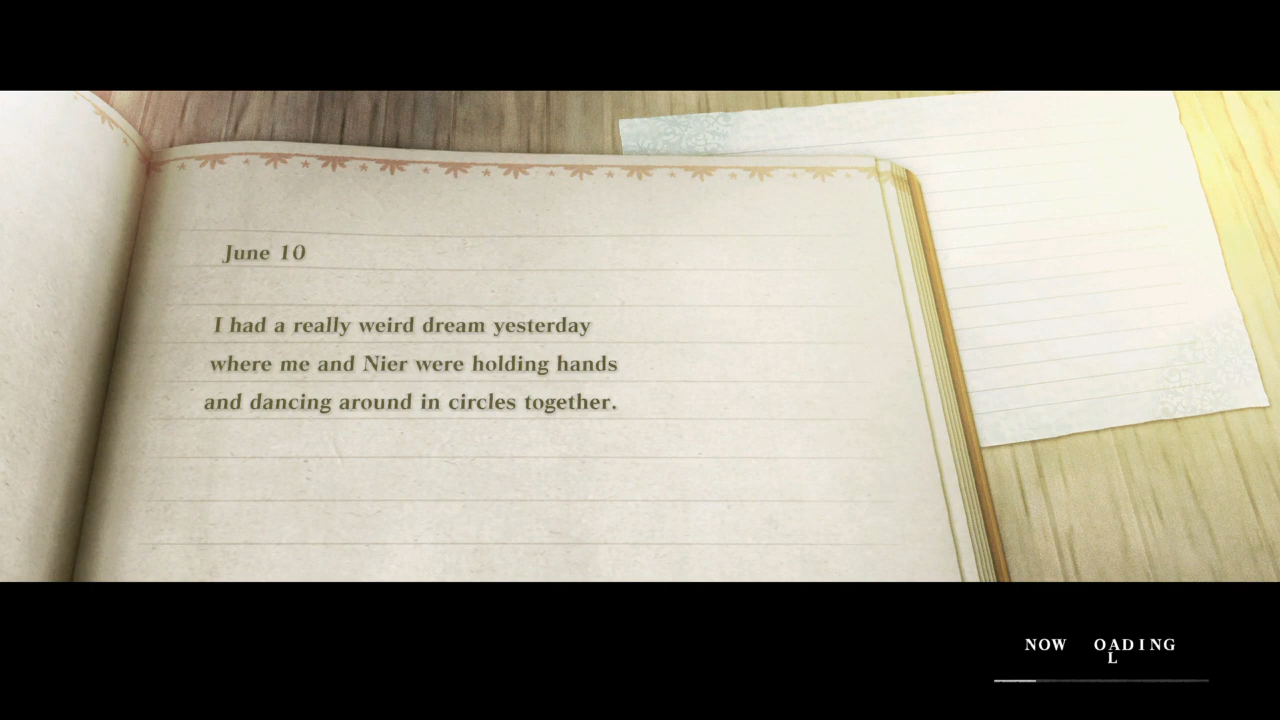 June 10
I had a really weird dream yesterday
where me and Nier were holding hands
and dancing around in circles together.
NOW OADING
L